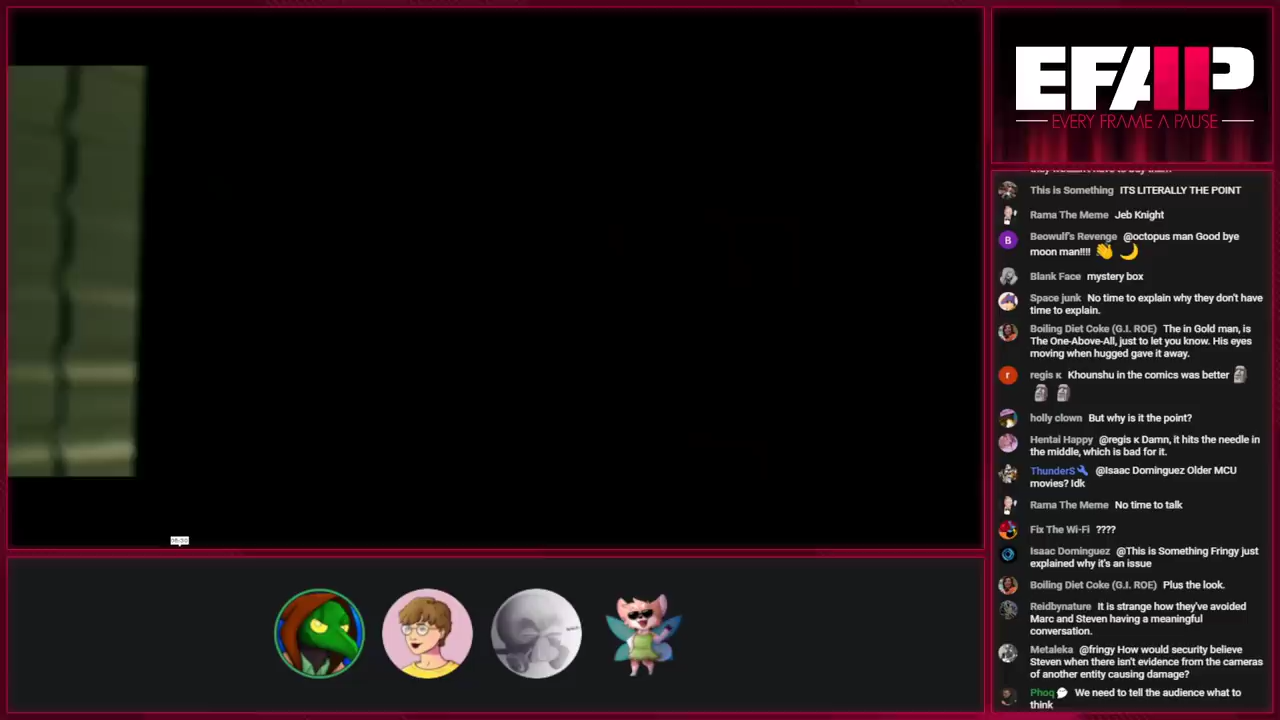 EFAP
EVERY FRAME A PAUSE
This is Something ITS LITERALLY THE POINT
Rama The Meme Jeb Knight
B
Beowulf's Revenge @octopus man Good bye
moon man!!!! 👋 🌙
Blank Face mystery box
Space junk No time to explain why they don't have
time to explain.
Boiling Diet Coke (G.I. ROE) The in Gold man, is
The One-Above-All, just to let you know. His eyes
moving when hugged gave it away.
r
regis κ Khounshu in the comics was better 🗿
🗿 🗿
holly clown But why is it the point?
Hentai Happy @regis κ Damn, it hits the needle in
the middle, which is bad for it.
ThunderS @Isaac Dominguez Older MCU
movies? Idk
Rama The Meme No time to talk
Fix The Wi-Fi ????
Isaac Dominguez @This is Something Fringy just
explained why it's an issue
Boiling Diet Coke (G.I. ROE) Plus the look.
Reidbynature It is strange how they've avoided
Marc and Steven having a meaningful
conversation.
Metaleka @fringy How would security believe
Steven when there isn't evidence from the cameras
of another entity causing damage?
Phoq We need to tell the audience what to
think